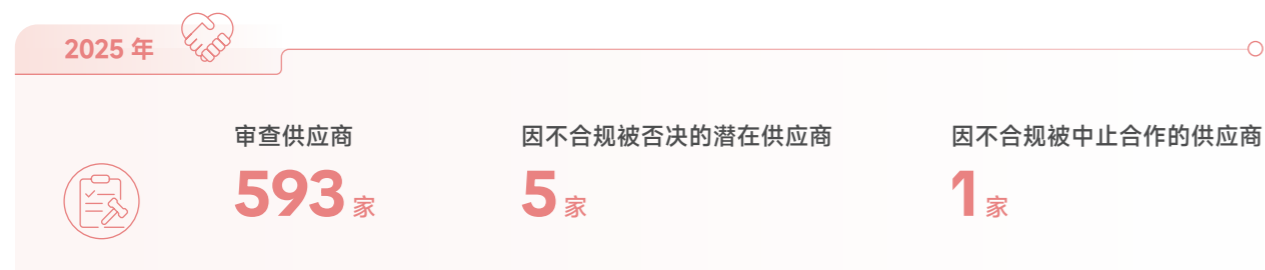 2025 年
审查供应商
593 家
因不合规被否决的潜在供应商
5 家
因不合规被中止合作的供应商
1 家